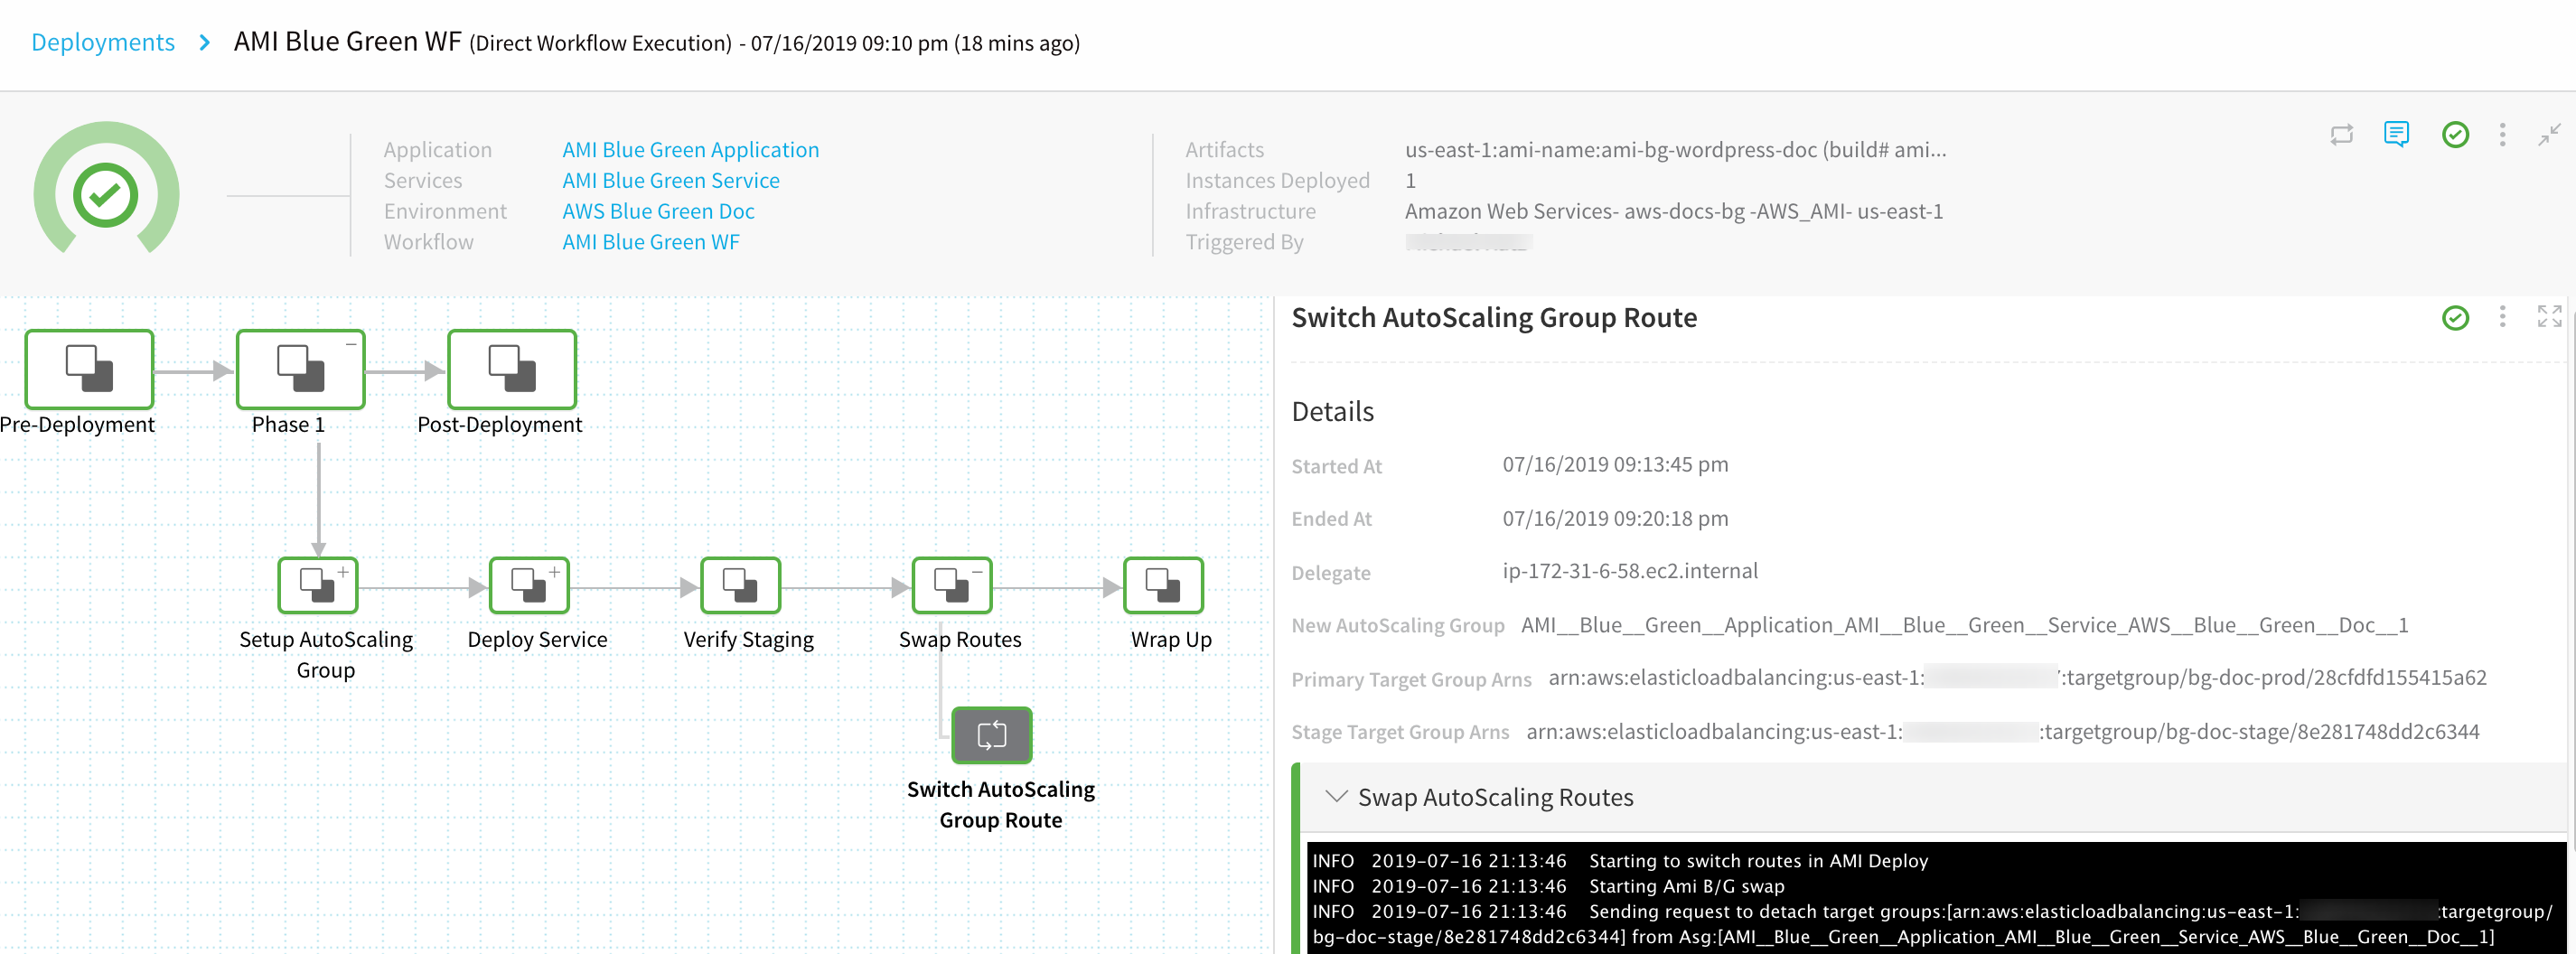 Deployments > AMI Blue Green WF (Direct Workflow Execution) - 07/16/2019 09:10 pm (18 mins ago)
Application AMI Blue Green Application
Services AMI Blue Green Service
Environment AWS Blue Green Doc
Workflow AMI Blue Green WF
Artifacts us-east-1:ami-name:ami-bg-wordpress-doc (build# ami...
Instances Deployed 1
Infrastructure Amazon Web Services- aws-docs-bg -AWS_AMI- us-east-1
Triggered By
Pre-Deployment
Phase 1
Post-Deployment
Setup AutoScaling
Group
Deploy Service
Verify Staging
Swap Routes
Wrap Up
Switch AutoScaling
Group Route
Switch AutoScaling Group Route
Details
Started At 07/16/2019 09:13:45 pm
Ended At 07/16/2019 09:20:18 pm
Delegate ip-172-31-6-58.ec2.internal
New AutoScaling Group AMI__Blue__Green__Application_AMI__Blue__Green__Service_AWS__Blue__Green__Doc__1
Primary Target Group Arns arn:aws:elasticloadbalancing:us-east-1: :targetgroup/bg-doc-prod/28cfdfd155415a62
Stage Target Group Arns arn:aws:elasticloadbalancing:us-east-1: :targetgroup/bg-doc-stage/8e281748dd2c6344
Swap AutoScaling Routes
INFO 2019-07-16 21:13:46 Starting to switch routes in AMI Deploy
INFO 2019-07-16 21:13:46 Starting Ami B/G swap
INFO 2019-07-16 21:13:46 Sending request to detach target groups:[arn:aws:elasticloadbalancing:us-east-1: :targetgroup/
bg-doc-stage/8e281748dd2c6344] from Asg:[AMI__Blue__Green__Application_AMI__Blue__Green__Service_AWS__Blue__Green__Doc__1]